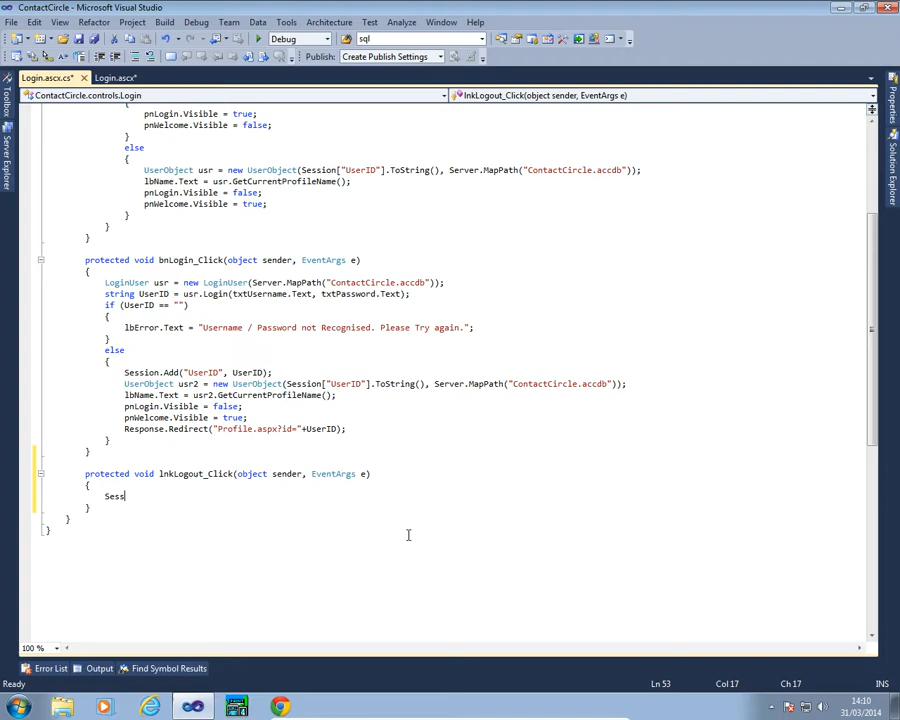 ContactCircle - Microsoft Visual Studio
File Edit View Refactor Project Build Debug Team Data Tools Architecture Test Analyze Window Help
Debug sql
Publish: Create Publish Settings
Login.ascx.cs* Login.ascx*
ContactCircle.controls.Login lnkLogout_Click(object sender, EventArgs e)
Toolbox
Server Explorer
Properties
Solution Explorer
{
pnLogin.Visible = true;
pnWelcome.Visible = false;
}
else
{
UserObject usr = new UserObject(Session["UserID"].ToString(), Server.MapPath("ContactCircle.accdb"));
lbName.Text = usr.GetCurrentProfileName();
pnLogin.Visible = false;
pnWelcome.Visible = true;
}
}
}
protected void bnLogin_Click(object sender, EventArgs e)
{
LoginUser usr = new LoginUser(Server.MapPath("ContactCircle.accdb"));
string UserID = usr.Login(txtUsername.Text, txtPassword.Text);
if (UserID == "")
{
lbError.Text = "Username / Password not Recognised. Please Try again.";
}
else
{
Session.Add("UserID", UserID);
UserObject usr2 = new UserObject(Session["UserID"].ToString(), Server.MapPath("ContactCircle.accdb"));
lbName.Text = usr2.GetCurrentProfileName();
pnLogin.Visible = false;
pnWelcome.Visible = true;
Response.Redirect("Profile.aspx?id="+UserID);
}
}
protected void lnkLogout_Click(object sender, EventArgs e)
{
Sess
}
}
}
100 %
Error List Output Find Symbol Results
Ln 53 Col 17 Ch 17 INS
14:10
31/03/2014